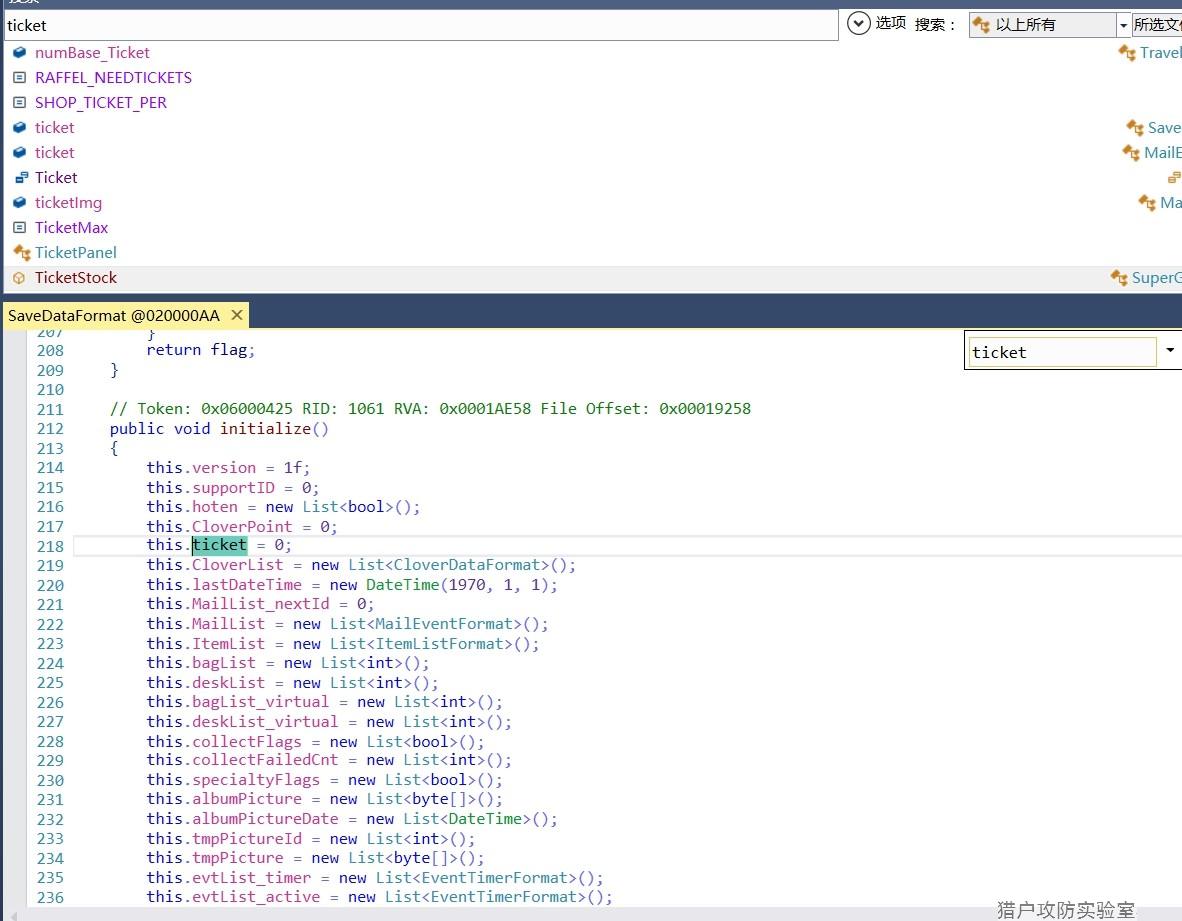 ticket 选项 搜索： 以上所有 所选文
numBase_Ticket Travel
RAFFEL_NEEDTICKETS
SHOP_TICKET_PER
ticket Save
ticket MailE
Ticket
ticketImg Ma
TicketMax
TicketPanel
TicketStock SuperG
SaveDataFormat @020000AA ✕
207 }
208 return flag; ticket
209 }
210
211 // Token: 0x06000425 RID: 1061 RVA: 0x0001AE58 File Offset: 0x00019258
212 public void initialize()
213 {
214 this.version = 1f;
215 this.supportID = 0;
216 this.hoten = new List<bool>();
217 this.CloverPoint = 0;
218 this.ticket = 0;
219 this.CloverList = new List<CloverDataFormat>();
220 this.lastDateTime = new DateTime(1970, 1, 1);
221 this.MailList_nextId = 0;
222 this.MailList = new List<MailEventFormat>();
223 this.ItemList = new List<ItemListFormat>();
224 this.bagList = new List<int>();
225 this.deskList = new List<int>();
226 this.bagList_virtual = new List<int>();
227 this.deskList_virtual = new List<int>();
228 this.collectFlags = new List<bool>();
229 this.collectFailedCnt = new List<int>();
230 this.specialtyFlags = new List<bool>();
231 this.albumPicture = new List<byte[]>();
232 this.albumPictureDate = new List<DateTime>();
233 this.tmpPictureId = new List<int>();
234 this.tmpPicture = new List<byte[]>();
235 this.evtList_timer = new List<EventTimerFormat>();
236 this.evtList_active = new List<EventTimerFormat>();
猎户攻防实验室